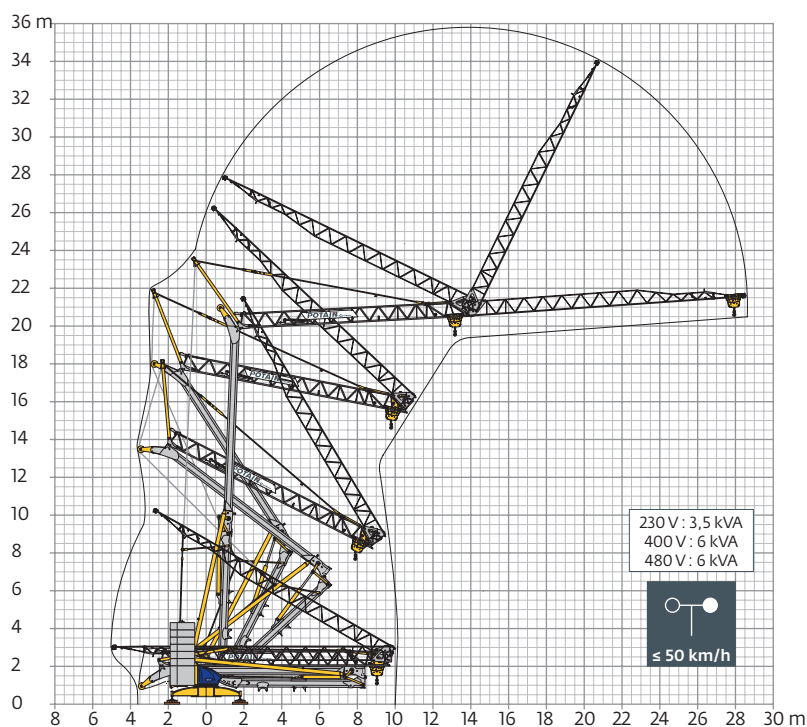 36 m
34
32
30
28
26
24
22
20
18
16
14
12
10
8
6
4
2
0
POTAIN
POTAIN
POTAIN
POTAIN
230 V : 3,5 kVA
400 V : 6 kVA
480 V : 6 kVA
≤ 50 km/h
8 6 4 2 0 2 4 6 8 10 12 14 16 18 20 22 24 26 28 30 m